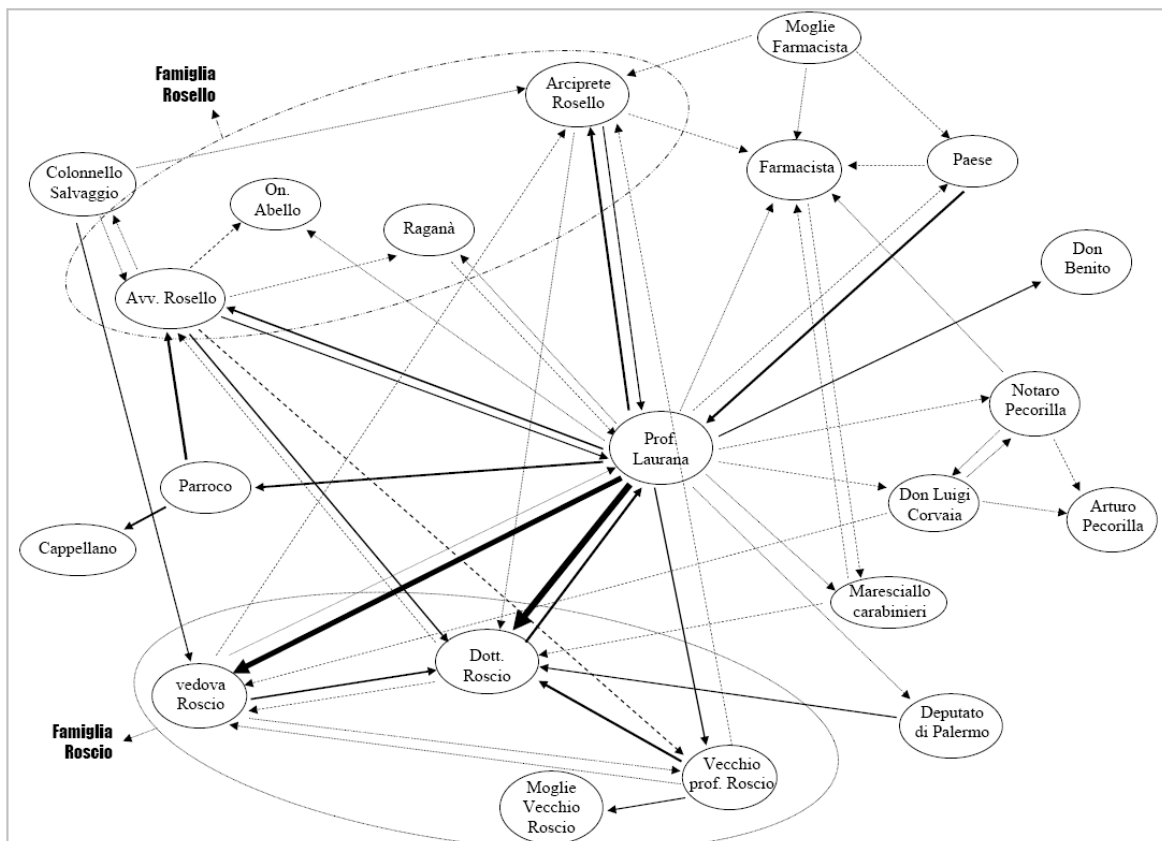 Moglie
Farmacista
Famiglia
Rosello
Arciprete
Rosello
Colonnello
Salvaggio
Farmacista
Paese
On.
Abello
Raganà
Don
Benito
Avv. Rosello
Notaro
Pecorilla
Prof.
Laurana
Parroco
Don Luigi
Corvaia
Arturo
Pecorilla
Cappellano
Maresciallo
carabinieri
Dott.
Roscio
vedova
Roscio
Deputato
di Palermo
Famiglia
Roscio
Vecchio
prof. Roscio
Moglie
Vecchio
Roscio